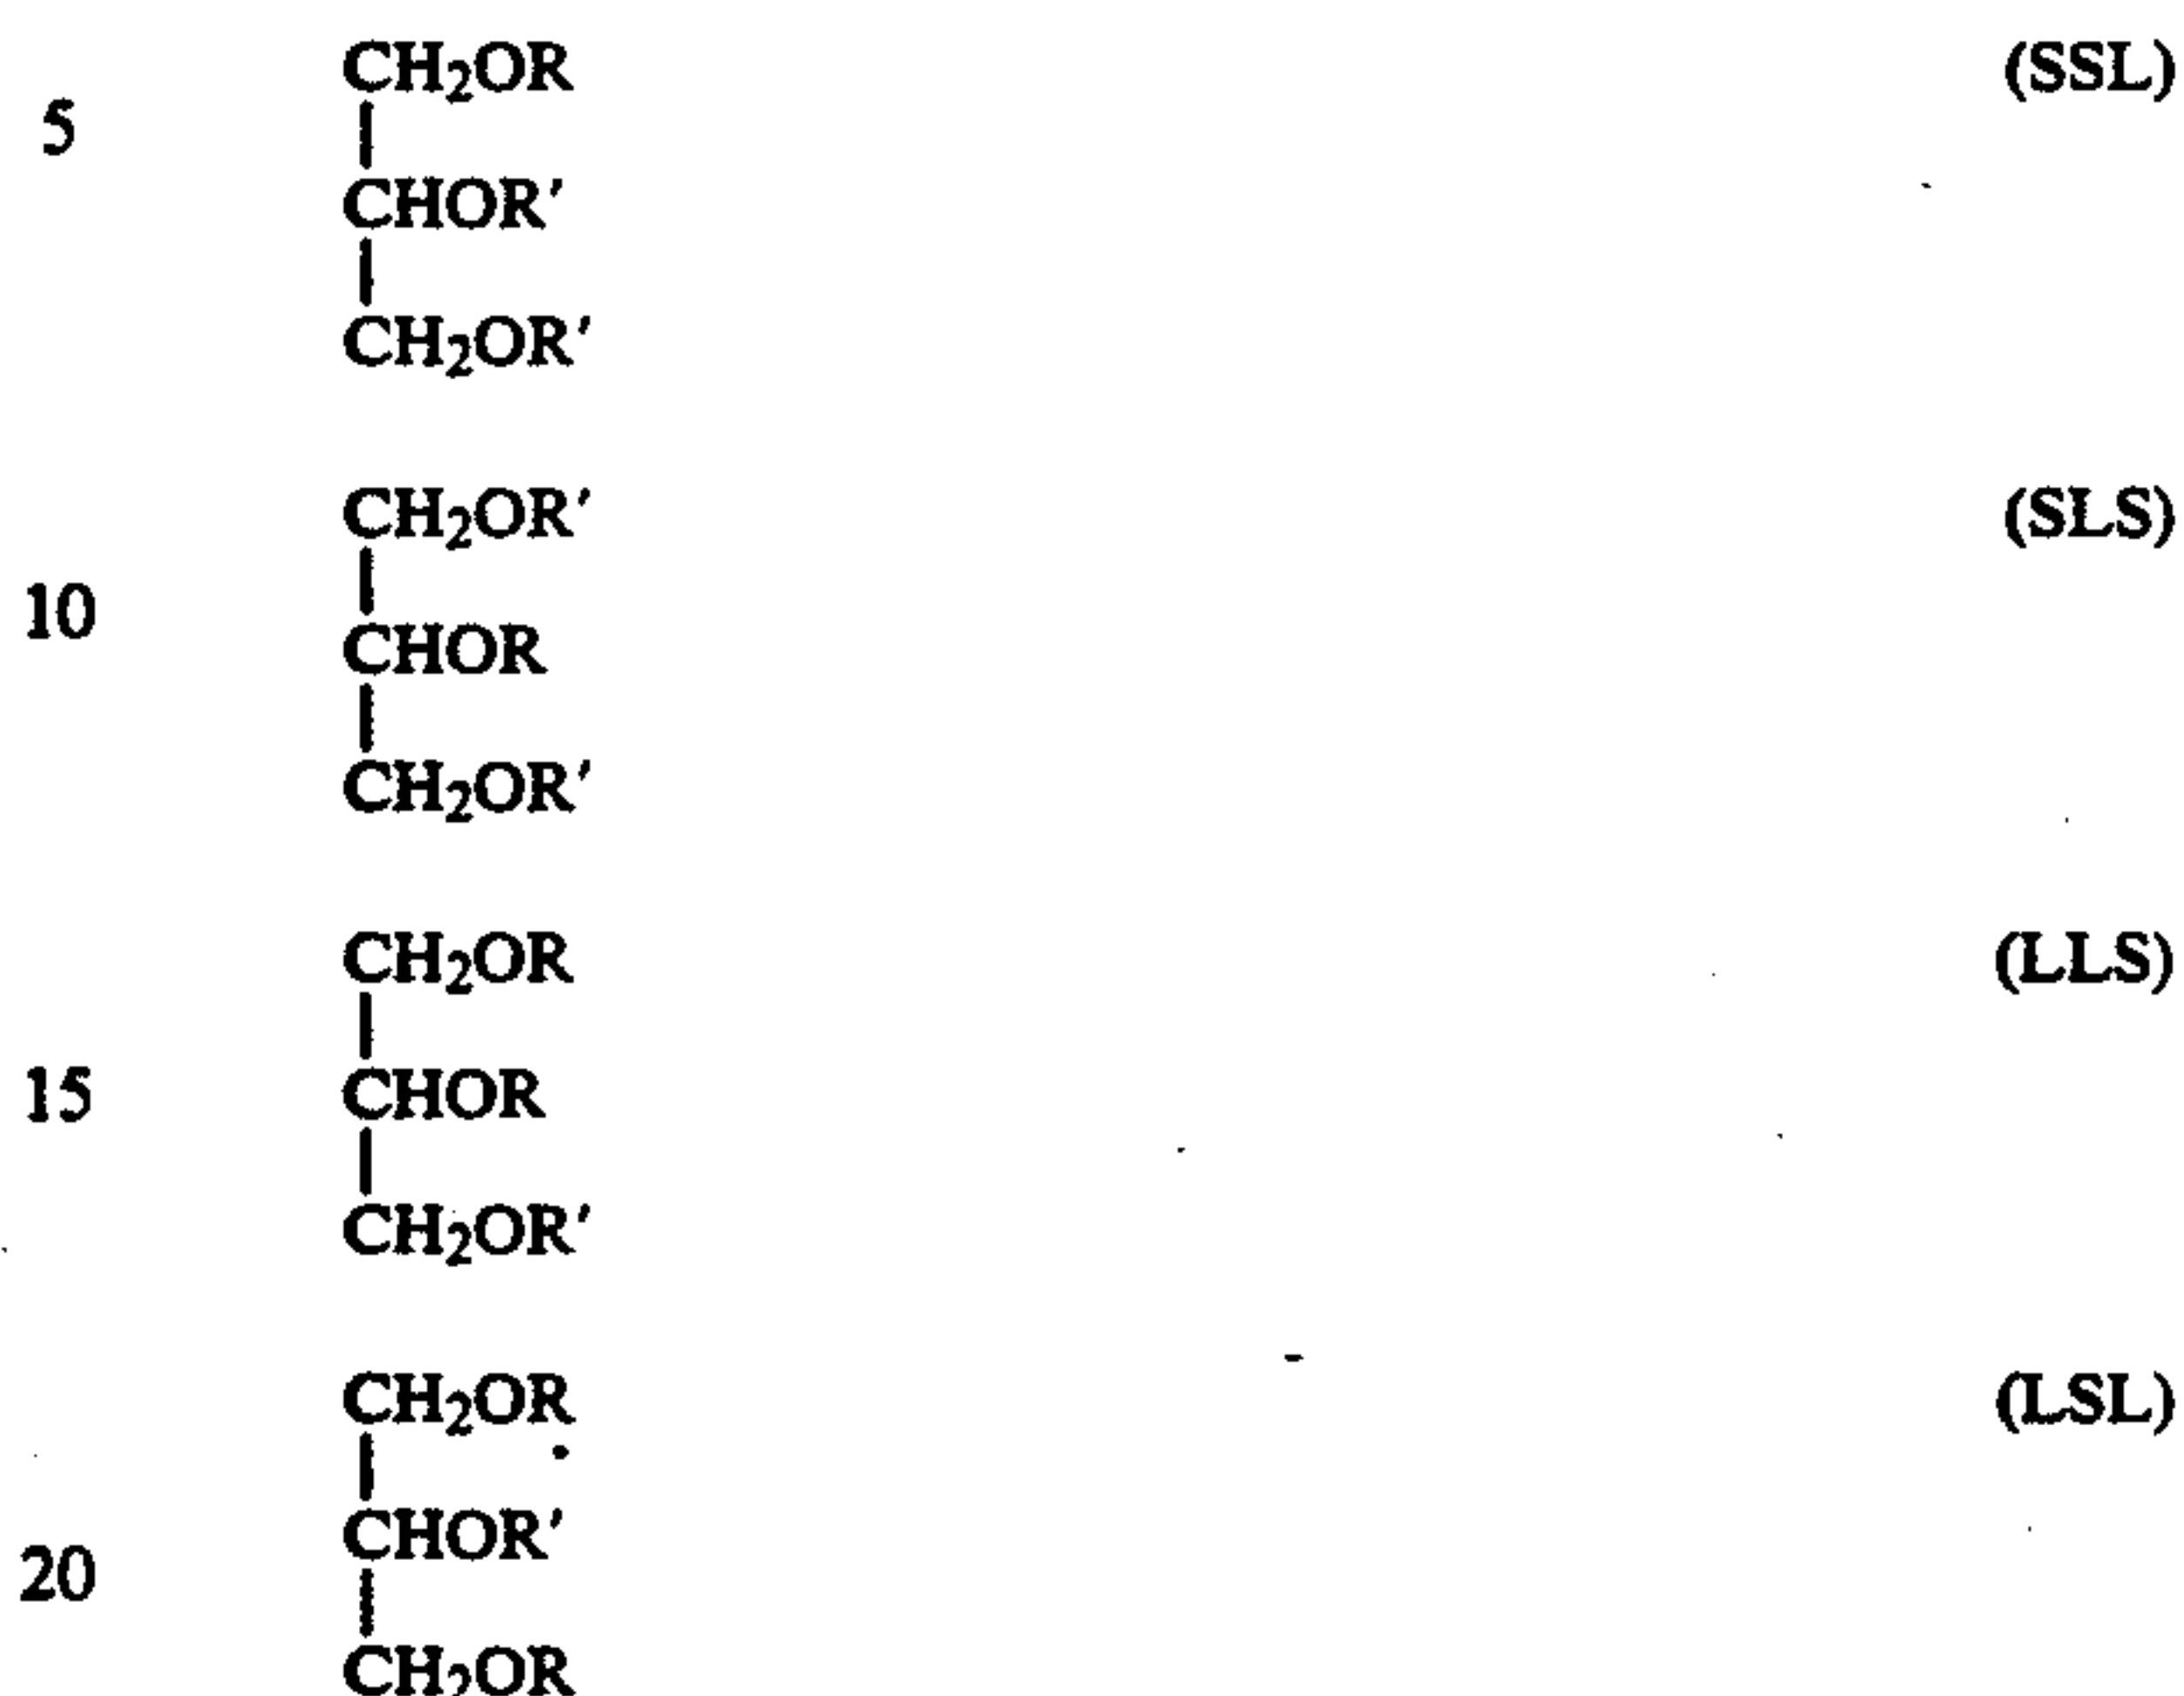 CH2OR (SSL)
5
CHOR'
CH2OR'
CH2OR' (SLS)
10
CHOR
CH2OR'
CH2OR (LLS)
15 CHOR
CH2OR'
CH2OR (LSL)
CHOR'
20
CH2OR